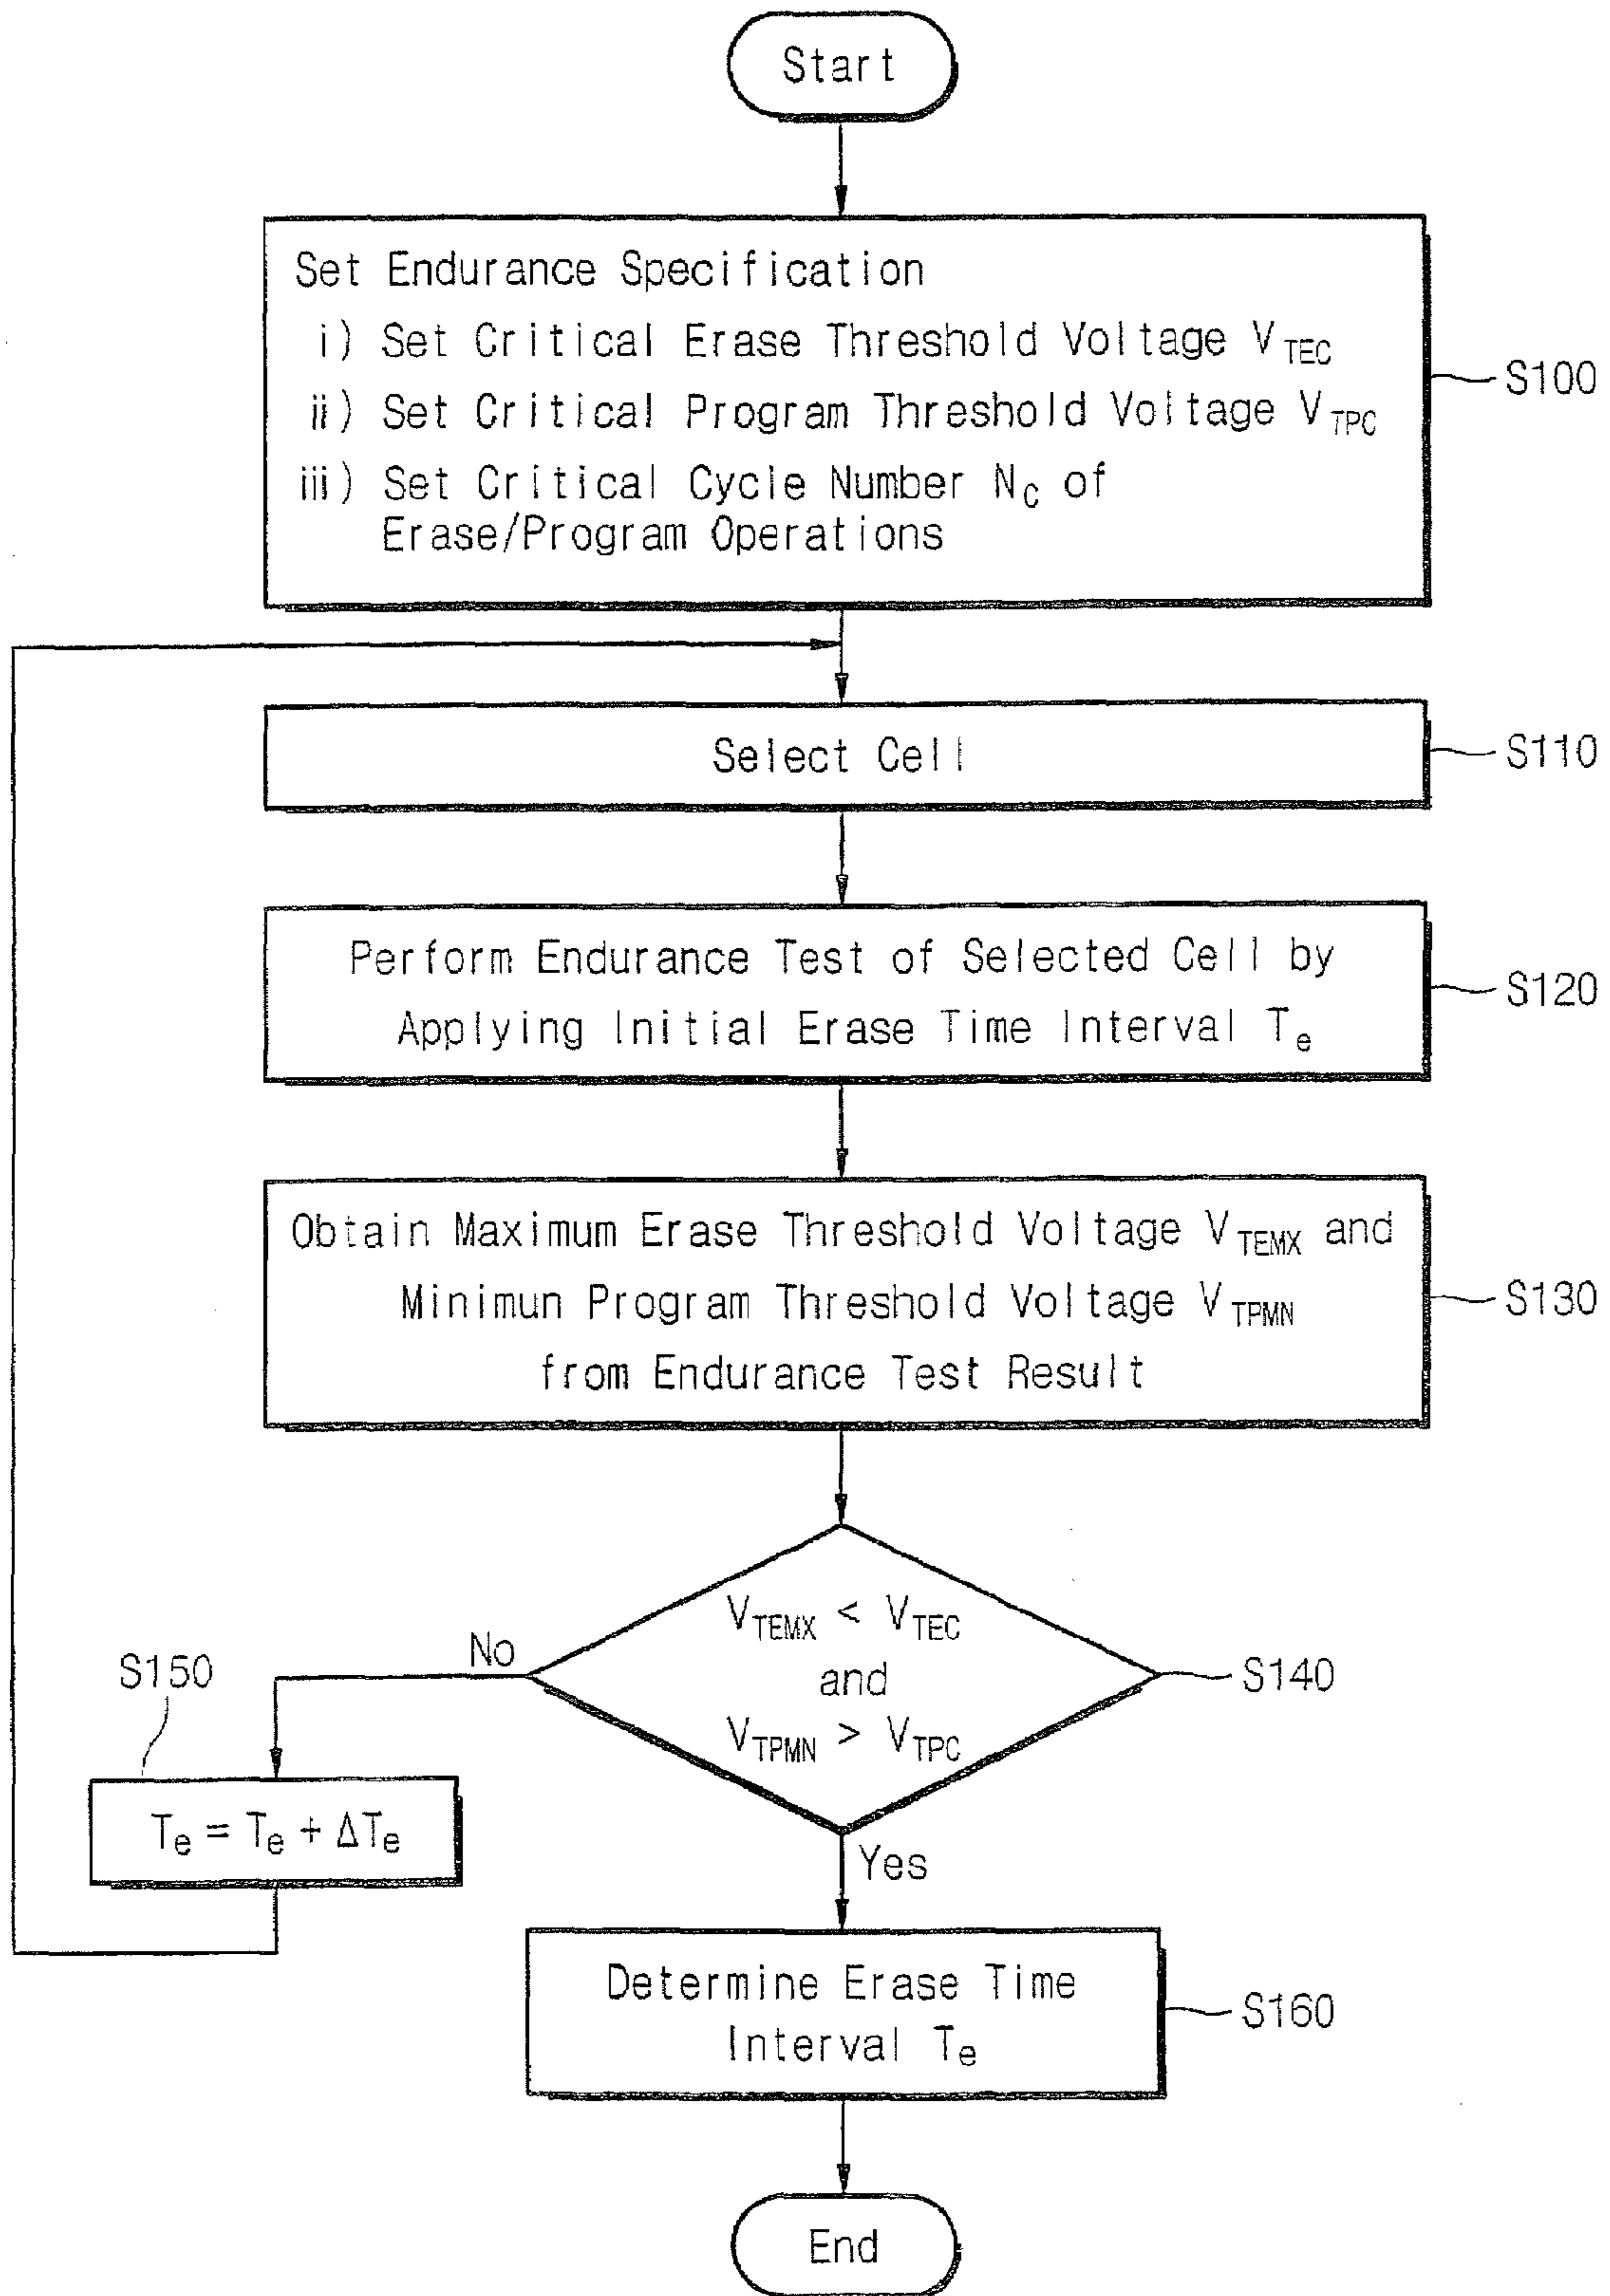 Start
Set Endurance Specification
i) Set Critical Erase Threshold Voltage V_TEC
ii) Set Critical Program Threshold Voltage V_TPC
iii) Set Critical Cycle Number N_C of
Erase/Program Operations
S100
Select Cell
S110
Perform Endurance Test of Selected Cell by
Applying Initial Erase Time Interval T_e
S120
Obtain Maximum Erase Threshold Voltage V_TEMX and
Minimun Program Threshold Voltage V_TPMN
from Endurance Test Result
S130
V_TEMX < V_TEC
and
V_TPMN > V_TPC
S140
No
S150
T_e = T_e + ΔT_e
Yes
Determine Erase Time
Interval T_e
S160
End